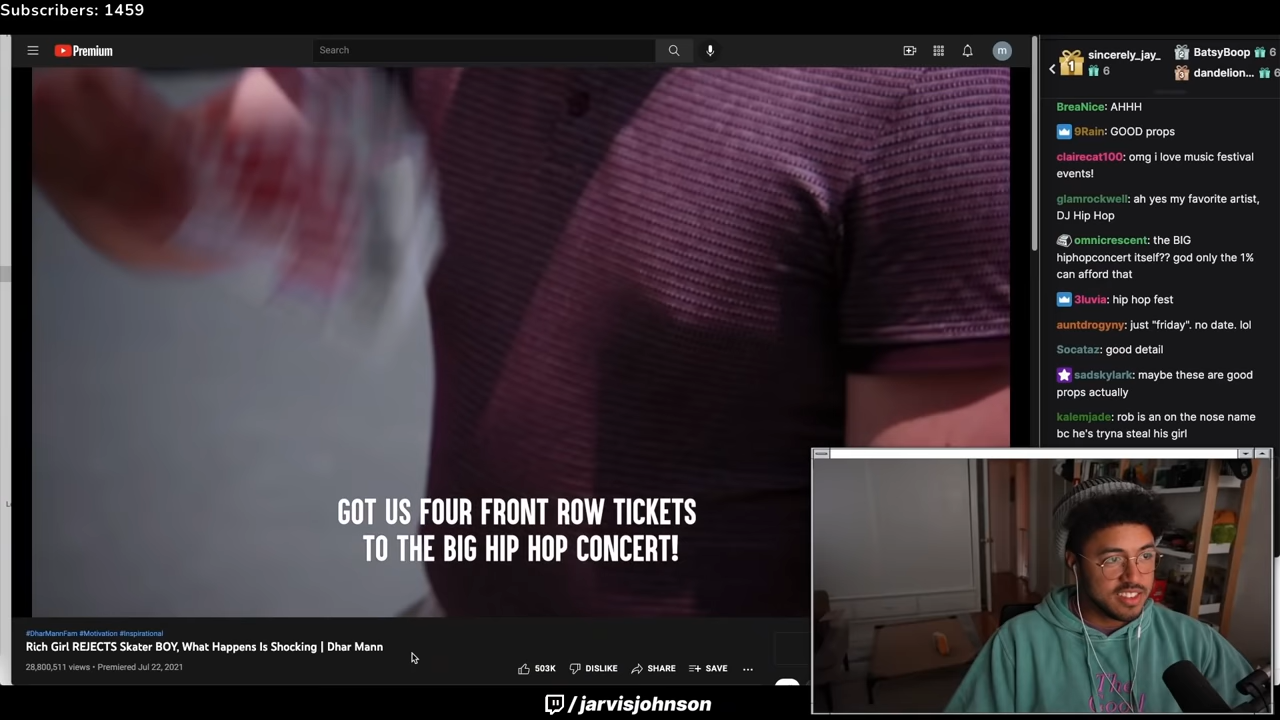 Subscribers: 1459
Premium
Search
m
sincerely_jay_
1
6
BatsyBoop 6
dandelion... 6
BreaNice: AHHH
9Rain: GOOD props
clairecat100: omg i love music festival
events!
glamrockwell: ah yes my favorite artist,
DJ Hip Hop
omnicrescent: the BIG
hiphopconcert itself?? god only the 1%
can afford that
3luvia: hip hop fest
auntdrogyny: just "friday". no date. lol
Socataz: good detail
sadskylark: maybe these are good
props actually
kalemjade: rob is an on the nose name
bc he's tryna steal his girl
GOT US FOUR FRONT ROW TICKETS
TO THE BIG HIP HOP CONCERT!
#DharMannFam #Motivation #Inspirational
Rich Girl REJECTS Skater BOY, What Happens Is Shocking | Dhar Mann
28,800,511 views • Premiered Jul 22, 2021
503K DISLIKE SHARE SAVE
The
Good
/jarvisjohnson